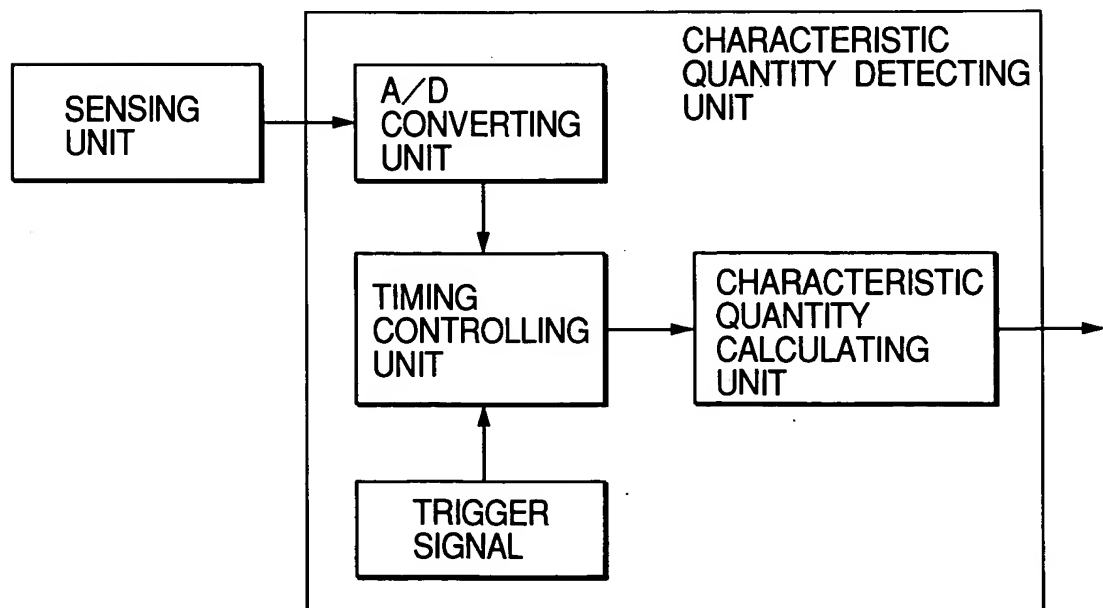 CHARACTERISTIC
QUANTITY DETECTING
UNIT
SENSING
UNIT
A/D
CONVERTING
UNIT
TIMING
CONTROLLING
UNIT
CHARACTERISTIC
QUANTITY
CALCULATING
UNIT
TRIGGER
SIGNAL